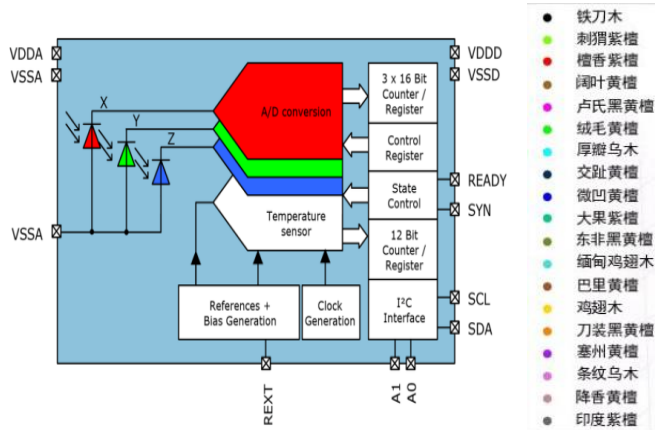 VDDA
VSSA
VSSA
X
Y
Z
A/D conversion
Temperature
sensor
References +
Bias Generation
Clock
Generation
3 x 16 Bit
Counter /
Register
Control
Register
State
Control
12 Bit
Counter /
Register
I²C
Interface
VDDD
VSSD
READY
SYN
SCL
SDA
REXT
A1
A0
铁刀木
刺猬紫檀
檀香紫檀
阔叶黄檀
卢氏黑黄檀
绒毛黄檀
厚瓣乌木
交趾黄檀
微凹黄檀
大果紫檀
东非黑黄檀
缅甸鸡翅木
巴里黄檀
鸡翅木
刀装黑黄檀
塞州黄檀
条纹乌木
降香黄檀
印度紫檀